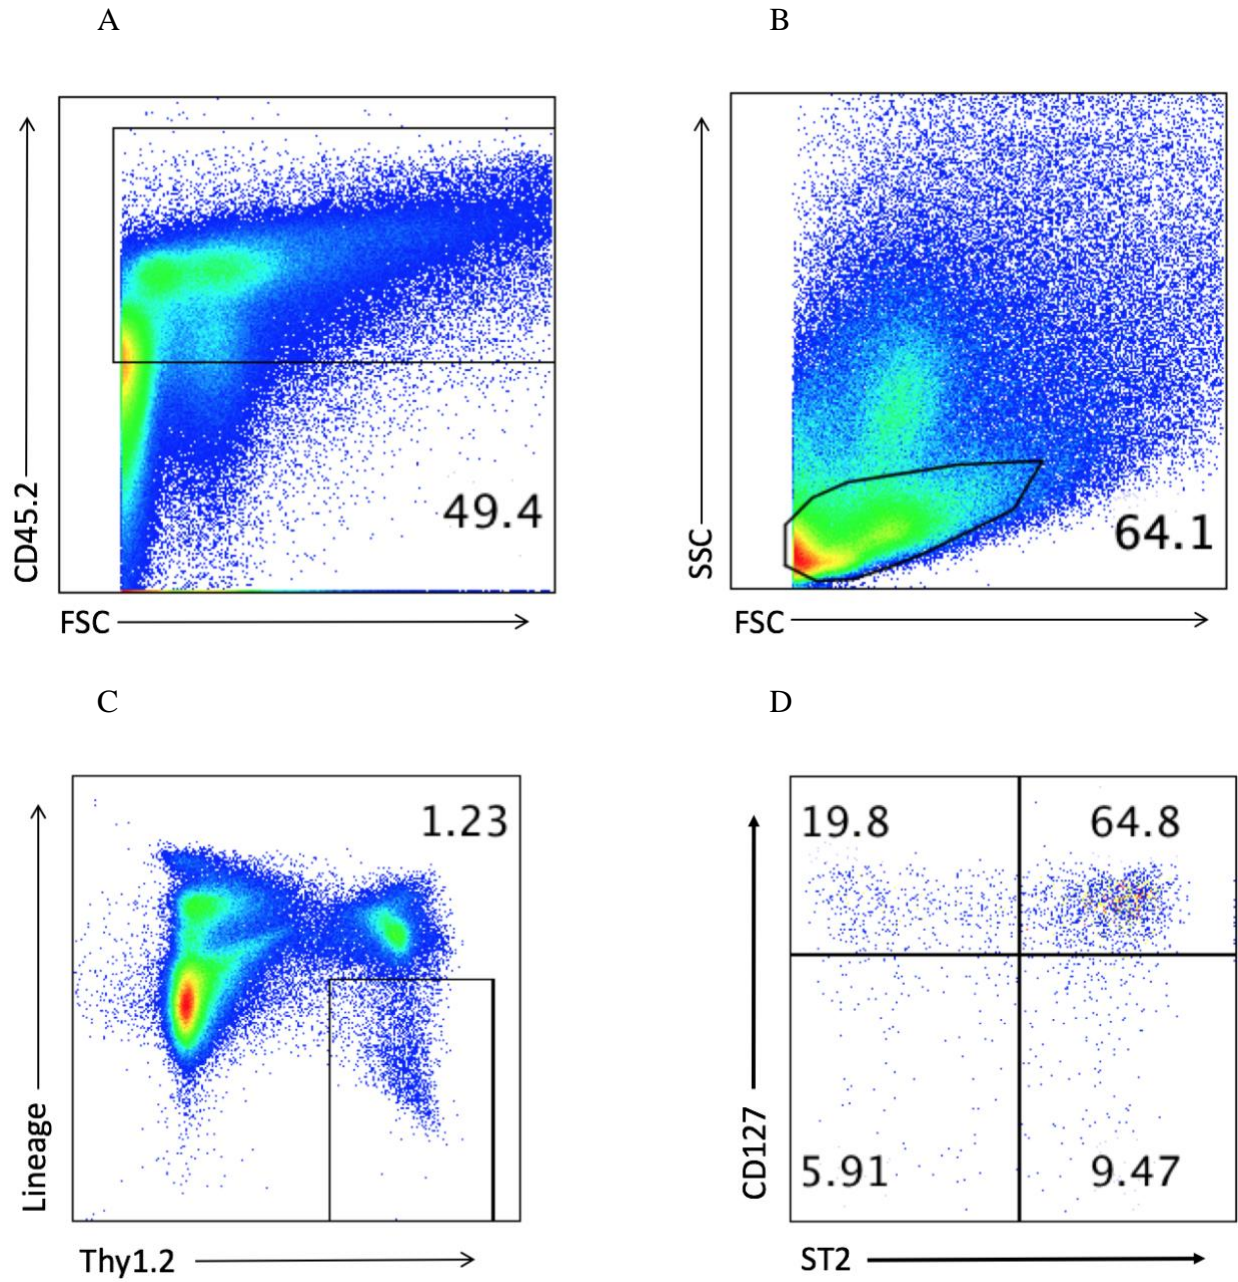 A
B
CD45.2
49.4
FSC
SSC
64.1
FSC
C
D
Lineage
1.23
Thy1.2
CD127
19.8
64.8
5.91
9.47
ST2